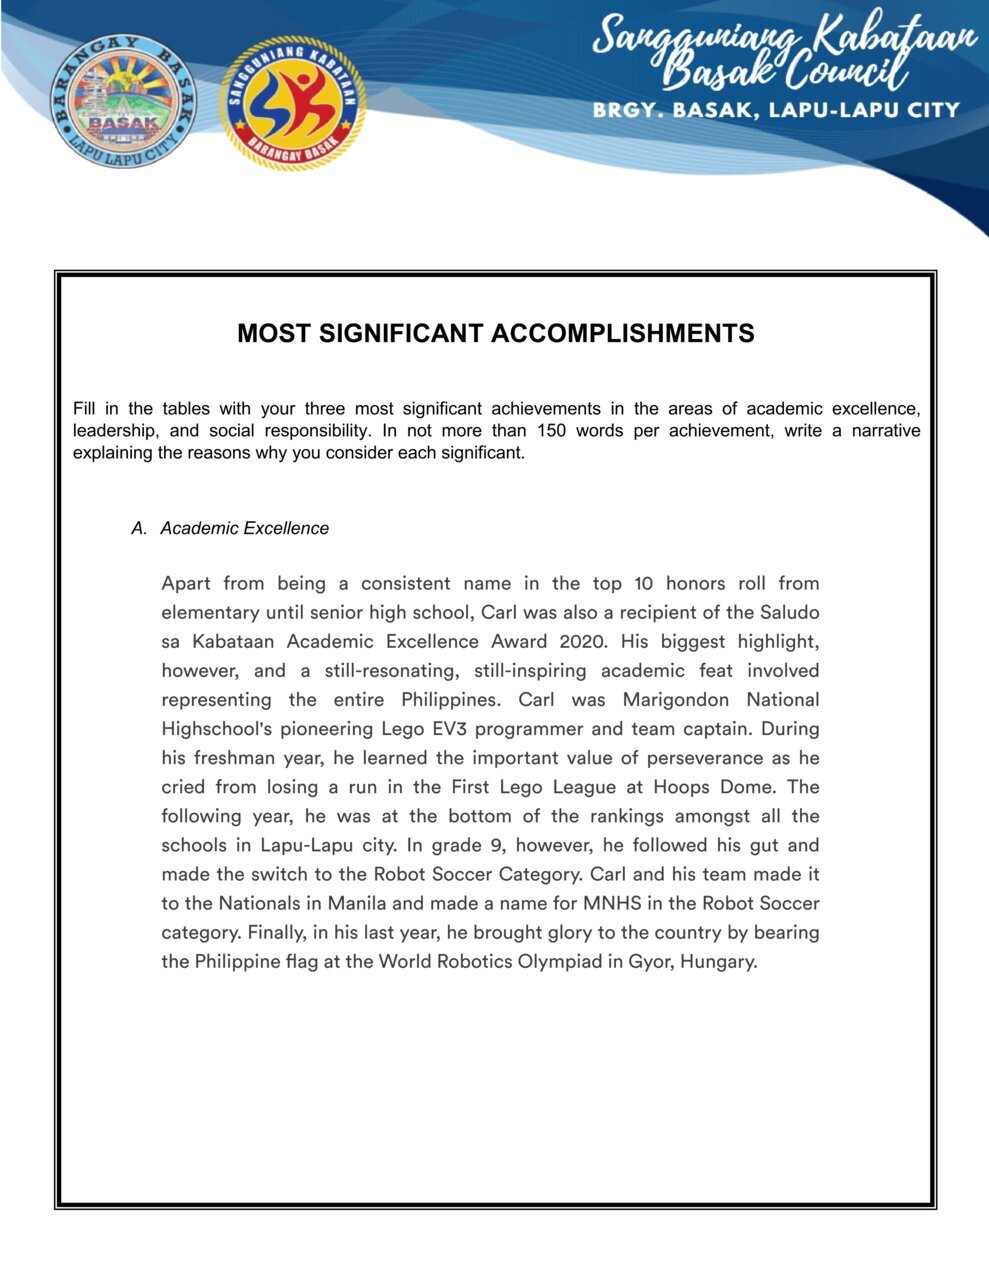 Sangguniang Kabataan
Basak Council
BRGY. BASAK, LAPU-LAPU CITY
BARANGAY BASAK
BASAK
LAPU LAPU CITY
SANGGUNIANG KABATAAN
BARANGAY BASAK
MOST SIGNIFICANT ACCOMPLISHMENTS
Fill in the tables with your three most significant achievements in the areas of academic excellence,
leadership, and social responsibility. In not more than 150 words per achievement, write a narrative
explaining the reasons why you consider each significant.
A. Academic Excellence
Apart from being a consistent name in the top 10 honors roll from
elementary until senior high school, Carl was also a recipient of the Saludo
sa Kabataan Academic Excellence Award 2020. His biggest highlight,
however, and a still-resonating, still-inspiring academic feat involved
representing the entire Philippines. Carl was Marigondon National
Highschool's pioneering Lego EV3 programmer and team captain. During
his freshman year, he learned the important value of perseverance as he
cried from losing a run in the First Lego League at Hoops Dome. The
following year, he was at the bottom of the rankings amongst all the
schools in Lapu-Lapu city. In grade 9, however, he followed his gut and
made the switch to the Robot Soccer Category. Carl and his team made it
to the Nationals in Manila and made a name for MNHS in the Robot Soccer
category. Finally, in his last year, he brought glory to the country by bearing
the Philippine flag at the World Robotics Olympiad in Gyor, Hungary.